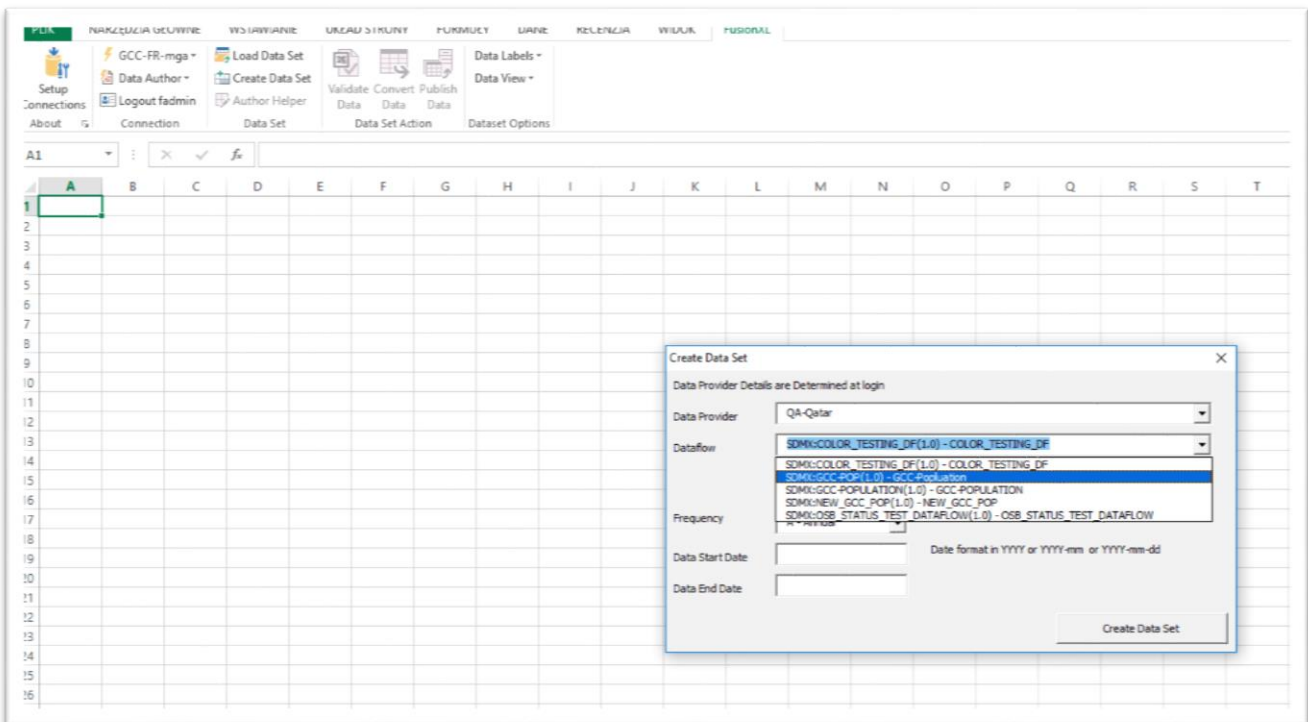 PLIK NARZĘDZIA GŁÓWNE WSTAWIANIE UKŁAD STRONY FORMUŁY DANE RECENZJA WIDOK FusionXL
GCC-FR-mga Load Data Set Data Labels
Data Author Create Data Set Data View
Setup Connections Logout fadmin Author Helper Validate Data Convert Data Publish Data
About Connection Data Set Data Set Action Dataset Options
A1 fx
A B C D E F G H I J K L M N O P Q R S T
1
2
3
4
5
6
7
8
9
10
11
12
13
14
15
16
17
18
19
20
21
22
23
24
25
26
Create Data Set
Data Provider Details are Determined at login
Data Provider QA-Qatar
Dataflow SDMX:COLOR_TESTING_DF(1.0) - COLOR_TESTING_DF
SDMX:COLOR_TESTING_DF(1.0) - COLOR_TESTING_DF
SDMX:GCC-POP(1.0) - GCC-Popluation
SDMX:GCC-POPULATION(1.0) - GCC-POPULATION
SDMX:NEW_GCC_POP(1.0) - NEW_GCC_POP
SDMX:OSB_STATUS_TEST_DATAFLOW(1.0) - OSB_STATUS_TEST_DATAFLOW
Frequency A - Annual
Data Start Date Date format in YYYY or YYYY-mm or YYYY-mm-dd
Data End Date
Create Data Set